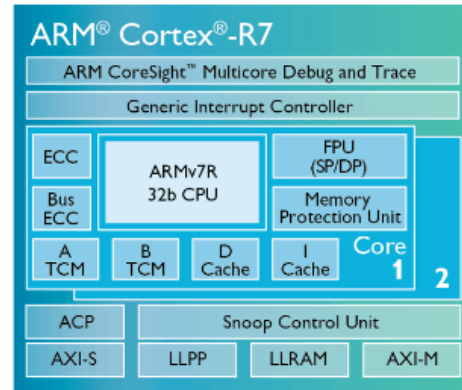 ARM® Cortex®-R7
ARM CoreSight™ Multicore Debug and Trace
Generic Interrupt Controller
ECC
ARMv7R
32b CPU
FPU
(SP/DP)
Bus
ECC
Memory
Protection Unit
A
TCM
B
TCM
D
Cache
I
Cache
Core
1
2
ACP
Snoop Control Unit
AXI-S
LLPP
LLRAM
AXI-M